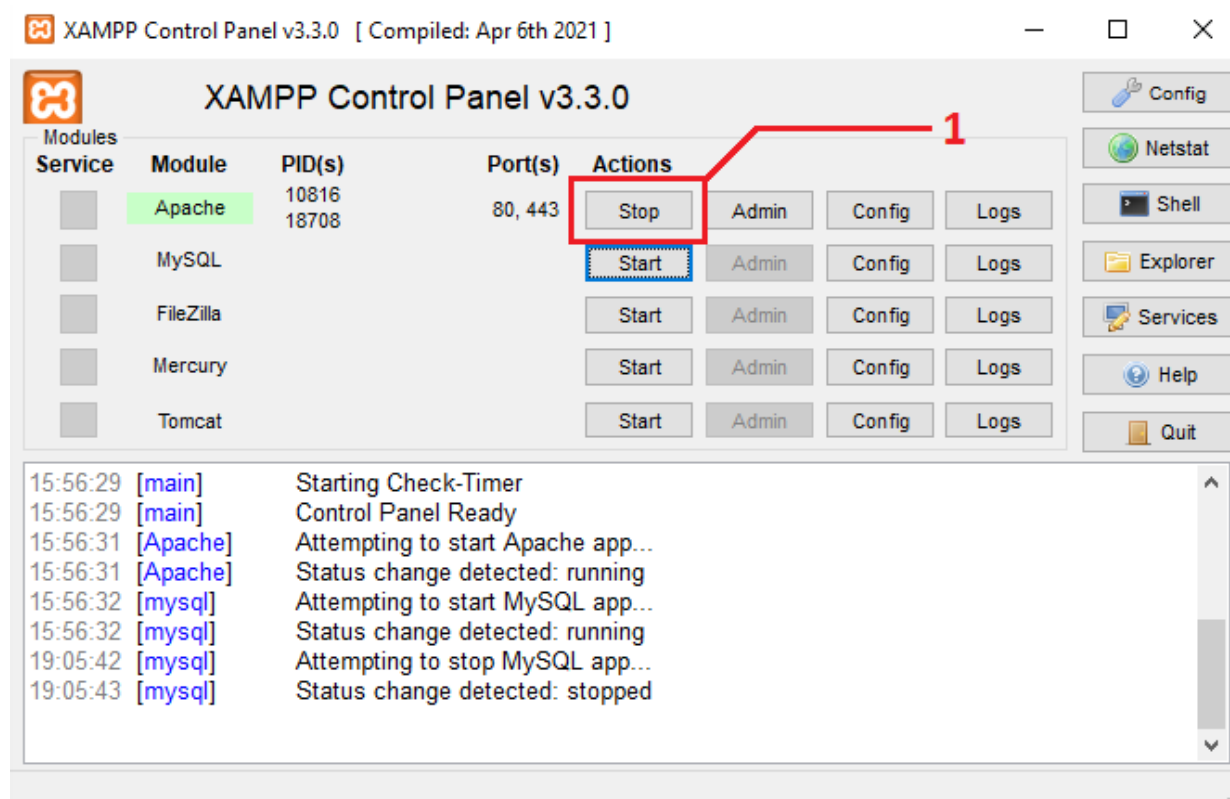 XAMPP Control Panel v3.3.0 [ Compiled: Apr 6th 2021 ]
XAMPP Control Panel v3.3.0
Config
1
Modules
Netstat
Service Module PID(s) Port(s) Actions
Apache 10816 80, 443 Stop Admin Config Logs
18708
Shell
MySQL Start Admin Config Logs
Explorer
FileZilla Start Admin Config Logs
Services
Mercury Start Admin Config Logs
Help
Tomcat Start Admin Config Logs
Quit
15:56:29 [main] Starting Check-Timer
15:56:29 [main] Control Panel Ready
15:56:31 [Apache] Attempting to start Apache app...
15:56:31 [Apache] Status change detected: running
15:56:32 [mysql] Attempting to start MySQL app...
15:56:32 [mysql] Status change detected: running
19:05:42 [mysql] Attempting to stop MySQL app...
19:05:43 [mysql] Status change detected: stopped